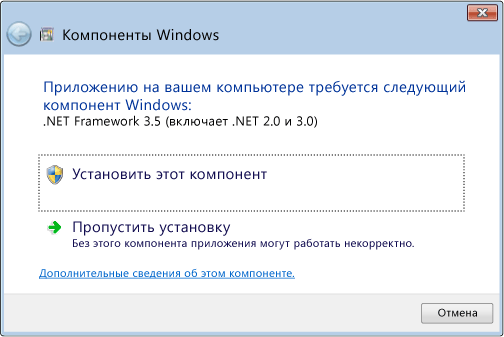 Компоненты Windows
Приложению на вашем компьютере требуется следующий
компонент Windows:
.NET Framework 3.5 (включает .NET 2.0 и 3.0)
Установить этот компонент
Пропустить установку
Без этого компонента приложения могут работать некорректно.
Дополнительные сведения об этом компоненте.
Отмена